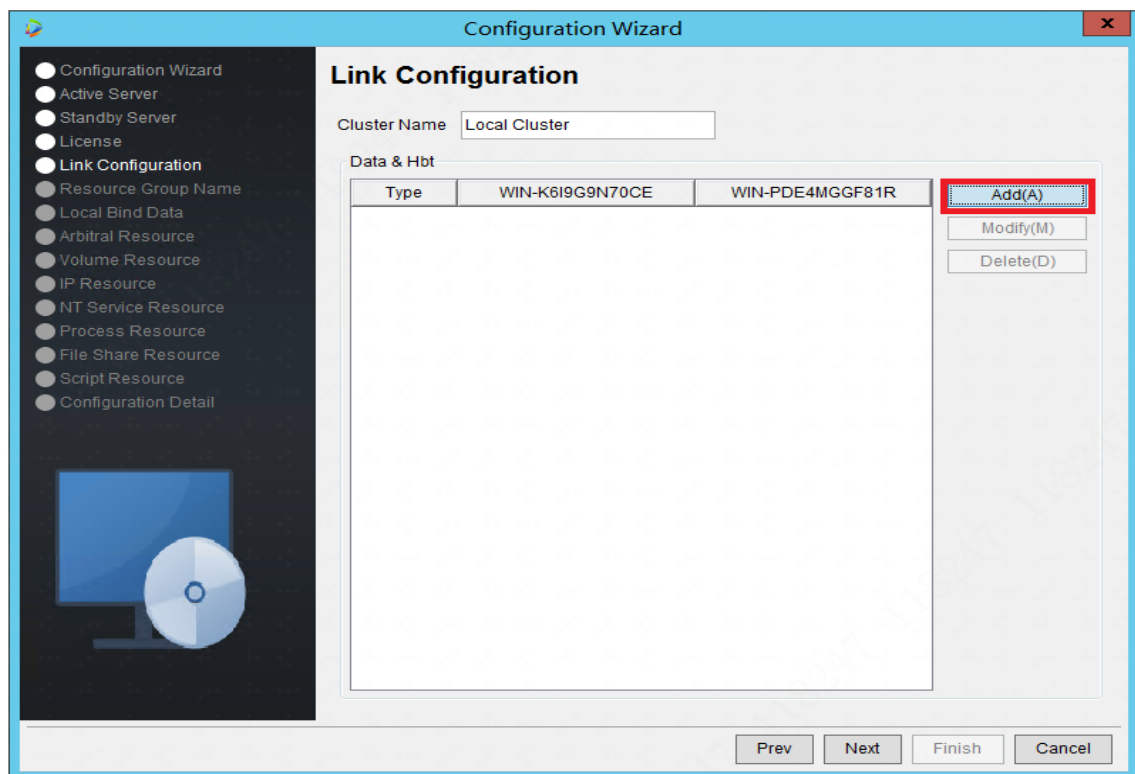 Configuration Wizard
x
Configuration Wizard
Active Server
Standby Server
License
Link Configuration
Resource Group Name
Local Bind Data
Arbitral Resource
Volume Resource
IP Resource
NT Service Resource
Process Resource
File Share Resource
Script Resource
Configuration Detail
Link Configuration
Cluster Name Local Cluster
Data & Hbt
Type WIN-K6I9G9N70CE WIN-PDE4MGGF81R
Add(A)
Modify(M)
Delete(D)
Prev Next Finish Cancel